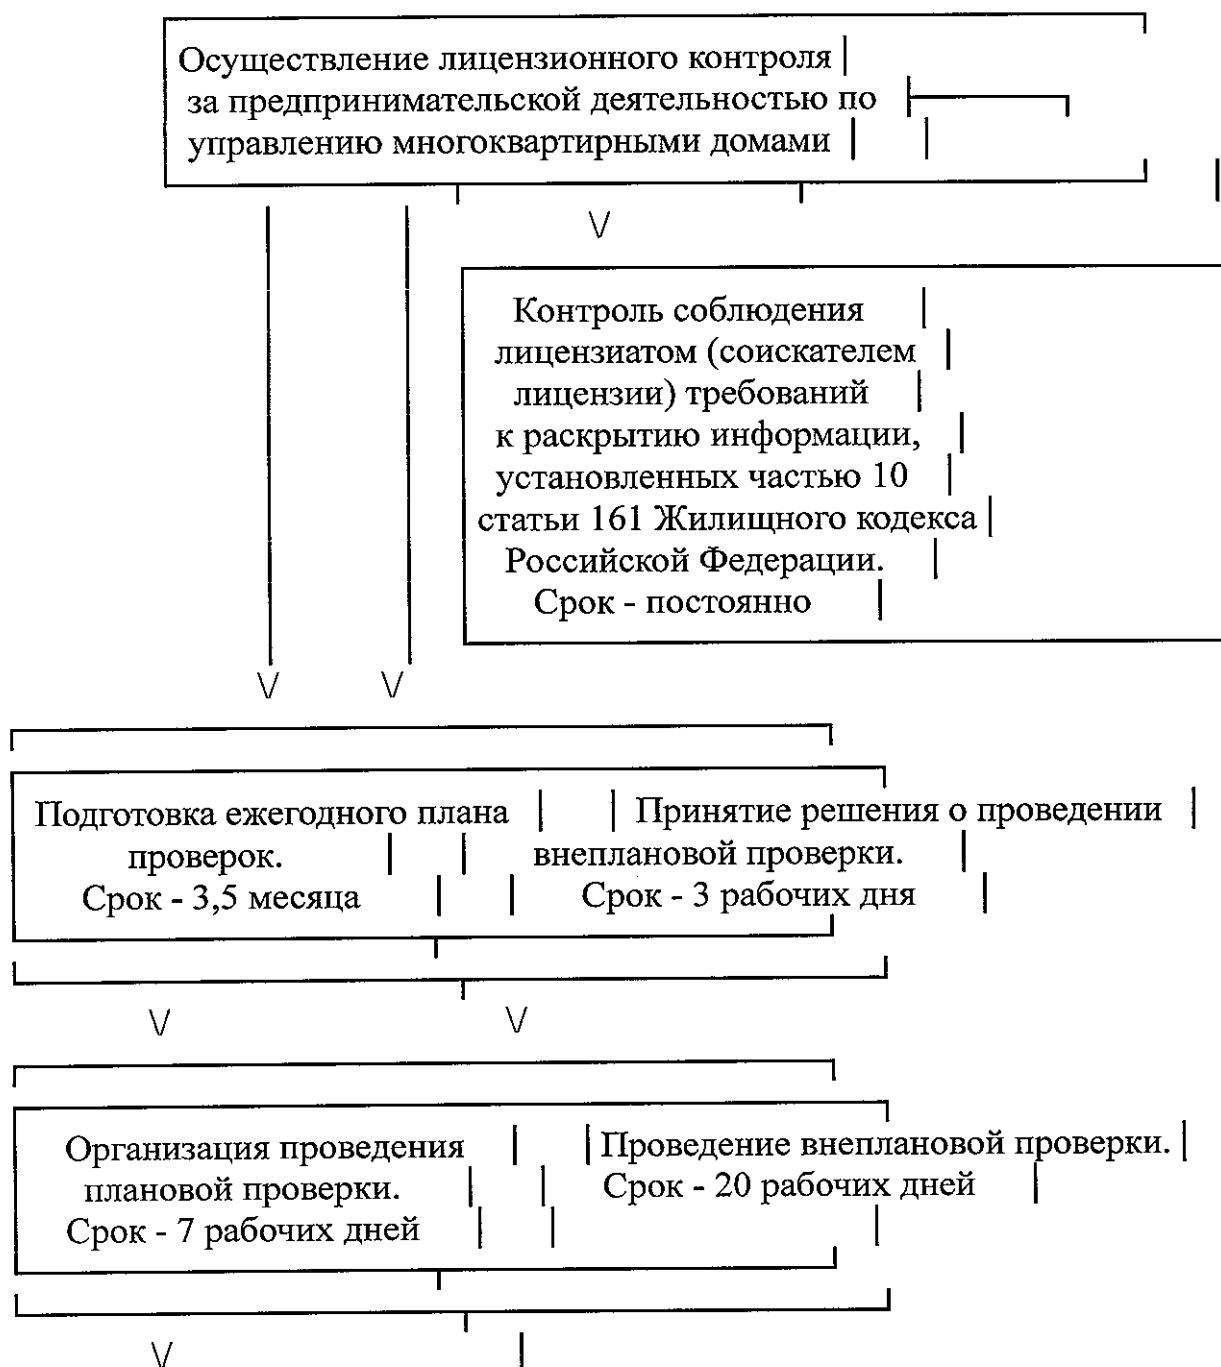 Осуществление лицензионного контроля
за предпринимательской деятельностью по
управлению многоквартирными домами
Контроль соблюдения
лицензиатом (соискателем
лицензии) требований
к раскрытию информации,
установленных частью 10
статьи 161 Жилищного кодекса
Российской Федерации.
Срок - постоянно
Подготовка ежегодного плана
проверок.
Срок - 3,5 месяца
Принятие решения о проведении
внеплановой проверки.
Срок - 3 рабочих дня
Организация проведения
плановой проверки.
Срок - 7 рабочих дней
Проведение внеплановой проверки.
Срок - 20 рабочих дней